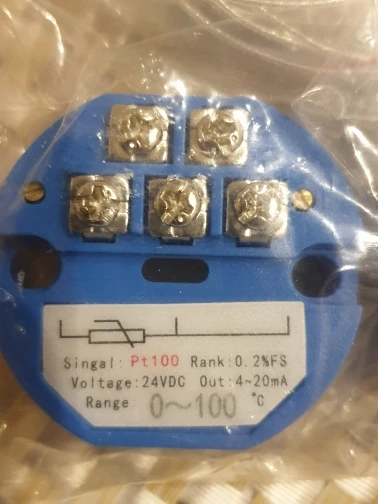 Singal: Pt100 Rank:0.2%FS
Voltage:24VDC Out:4~20mA
Range 0～100 °C